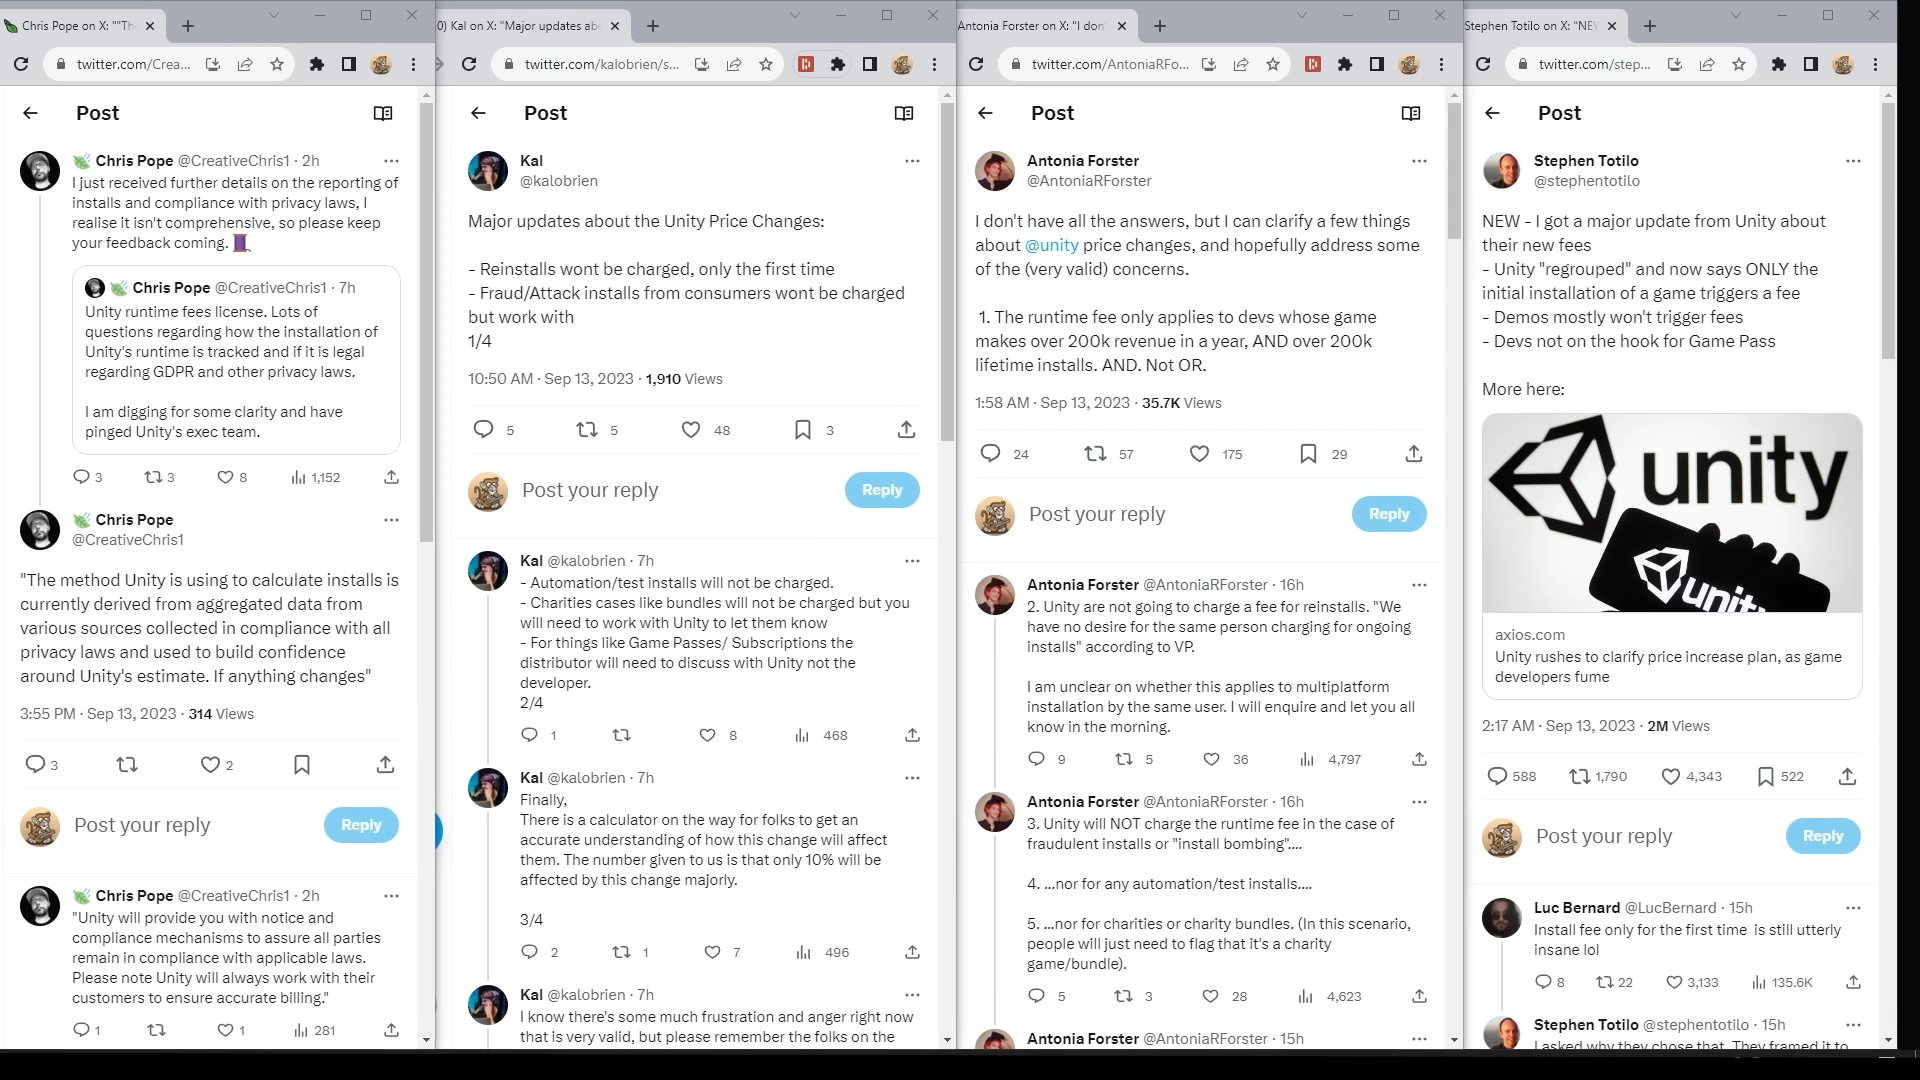 Chris Pope on X: ""Th
twitter.com/Crea...
Post
Chris Pope @CreativeChris1 · 2h
I just received further details on the reporting of
installs and compliance with privacy laws, I
realise it isn't comprehensive, so please keep
your feedback coming.
Chris Pope @CreativeChris1 · 7h
Unity runtime fees license. Lots of
questions regarding how the installation of
Unity's runtime is tracked and if it is legal
regarding GDPR and other privacy laws.
I am digging for some clarity and have
pinged Unity's exec team.
3 3 8 1,152
Chris Pope
@CreativeChris1
"The method Unity is using to calculate installs is
currently derived from aggregated data from
various sources collected in compliance with all
privacy laws and used to build confidence
around Unity's estimate. If anything changes"
3:55 PM · Sep 13, 2023 · 314 Views
3 2
Post your reply
Reply
Chris Pope @CreativeChris1 · 2h
"Unity will provide you with notice and
compliance mechanisms to assure all parties
remain in compliance with applicable laws.
Please note Unity will always work with their
customers to ensure accurate billing."
1 1 281
0) Kal on X: "Major updates abo
twitter.com/kalobrien/s...
Post
Kal
@kalobrien
Major updates about the Unity Price Changes:
- Reinstalls wont be charged, only the first time
- Fraud/Attack installs from consumers wont be charged
but work with
1/4
10:50 AM · Sep 13, 2023 · 1,910 Views
5 5 48 3
Post your reply
Reply
Kal @kalobrien · 7h
- Automation/test installs will not be charged.
- Charities cases like bundles will not be charged but you
will need to work with Unity to let them know
- For things like Game Passes/ Subscriptions the
distributor will need to discuss with Unity not the
developer.
2/4
1 8 468
Kal @kalobrien · 7h
Finally,
There is a calculator on the way for folks to get an
accurate understanding of how this change will affect
them. The number given to us is that only 10% will be
affected by this change majorly.
3/4
2 1 7 496
Kal @kalobrien · 7h
I know there's some much frustration and anger right now
that is very valid, but please remember the folks on the
Antonia Forster on X: "I don'
twitter.com/AntoniaRFo...
Post
Antonia Forster
@AntoniaRForster
I don't have all the answers, but I can clarify a few things
about @unity price changes, and hopefully address some
of the (very valid) concerns.
1. The runtime fee only applies to devs whose game
makes over 200k revenue in a year, AND over 200k
lifetime installs. AND. Not OR.
1:58 AM · Sep 13, 2023 · 35.7K Views
24 57 175 29
Post your reply
Reply
Antonia Forster @AntoniaRForster · 16h
2. Unity are not going to charge a fee for reinstalls. "We
have no desire for the same person charging for ongoing
installs" according to VP.
I am unclear on whether this applies to multiplatform
installation by the same user. I will enquire and let you all
know in the morning.
9 5 36 4,797
Antonia Forster @AntoniaRForster · 16h
3. Unity will NOT charge the runtime fee in the case of
fraudulent installs or "install bombing"....
4. ...nor for any automation/test installs....
5. ...nor for charities or charity bundles. (In this scenario,
people will just need to flag that it's a charity
game/bundle).
5 3 28 4,623
Antonia Forster @AntoniaRForster · 15h
Stephen Totilo on X: "NEW
twitter.com/step...
Post
Stephen Totilo
@stephentotilo
NEW - I got a major update from Unity about
their new fees
- Unity "regrouped" and now says ONLY the
initial installation of a game triggers a fee
- Demos mostly won't trigger fees
- Devs not on the hook for Game Pass
More here:
unity
unity
axios.com
Unity rushes to clarify price increase plan, as game
developers fume
2:17 AM · Sep 13, 2023 · 2M Views
588 1,790 4,343 522
Post your reply
Reply
Luc Bernard @LucBernard · 15h
Install fee only for the first time is still utterly
insane lol
8 22 3,133 135.6K
Stephen Totilo @stephentotilo · 15h
I asked why they chose that. They framed it to